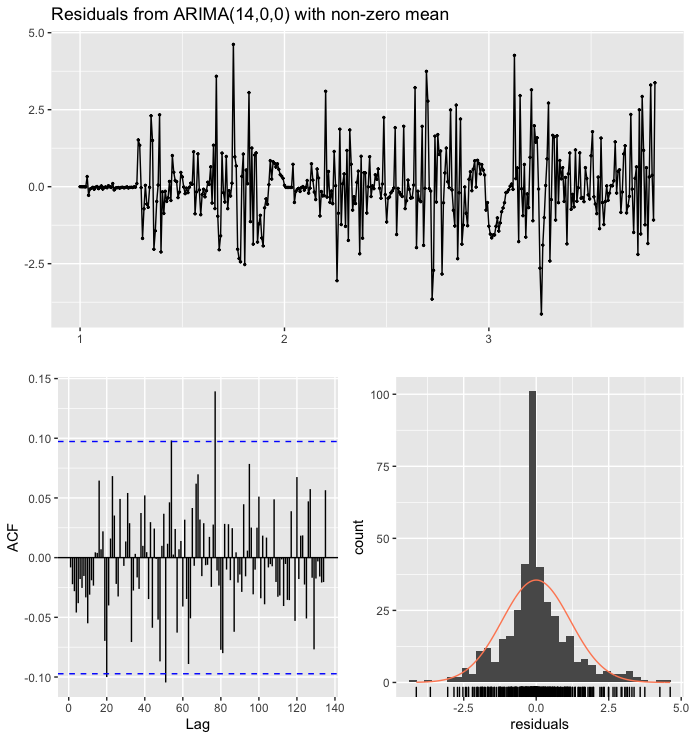 Residuals from ARIMA(14,0,0) with non-zero mean
5.0
2.5
0.0
-2.5
1 2 3
0.15
0.10
0.05
0.00
-0.05
-0.10
ACF
0 20 40 60 80 100 120 140
Lag
100
75
50
25
0
count
-2.5 0.0 2.5 5.0
residuals